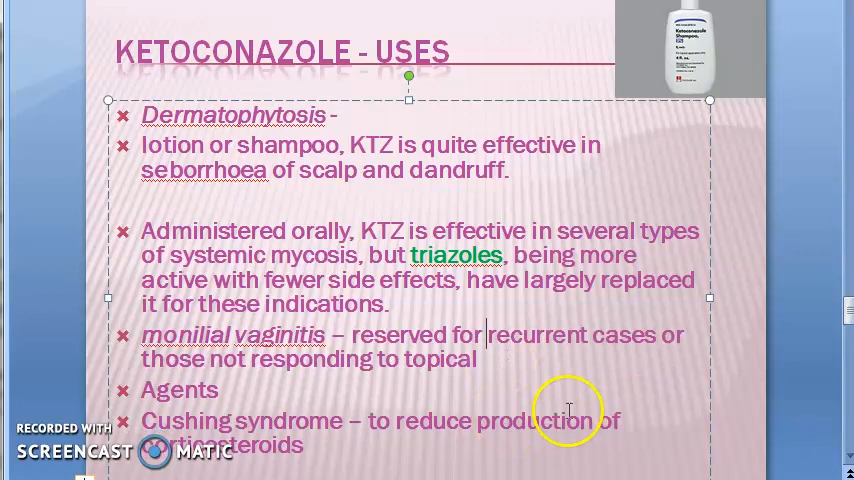 KETOCONAZOLE - USES
Ketoconazole
Shampoo,
Dermatophytosis -
lotion or shampoo, KTZ is quite effective in
seborrhoea of scalp and dandruff.
Administered orally, KTZ is effective in several types
of systemic mycosis, but triazoles, being more
active with fewer side effects, have largely replaced
it for these indications.
monilial vaginitis – reserved for recurrent cases or
those not responding to topical
Agents
Cushing syndrome – to reduce production of
corticosteroids
RECORDED WITH
SCREENCAST MATIC